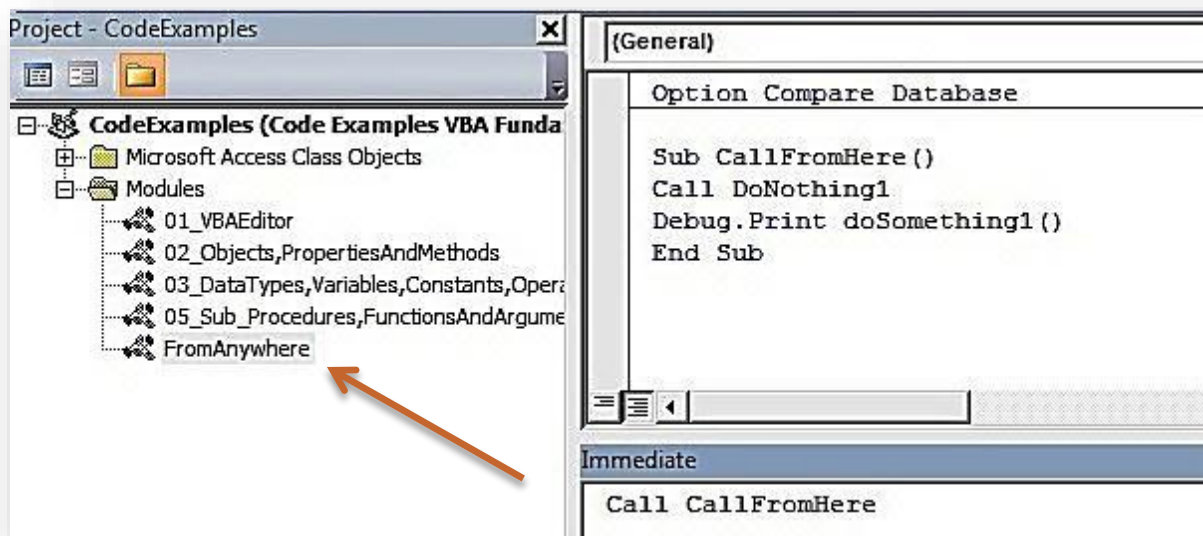 Project - CodeExamples
CodeExamples (Code Examples VBA Funda
Microsoft Access Class Objects
Modules
01_VBAEditor
02_Objects,PropertiesAndMethods
03_DataTypes,Variables,Constants,Opera
05_Sub_Procedures,FunctionsAndArgume
FromAnywhere
(General)
Option Compare Database
Sub CallFromHere()
Call DoNothing1
Debug.Print doSomething1()
End Sub
Immediate
Call CallFromHere